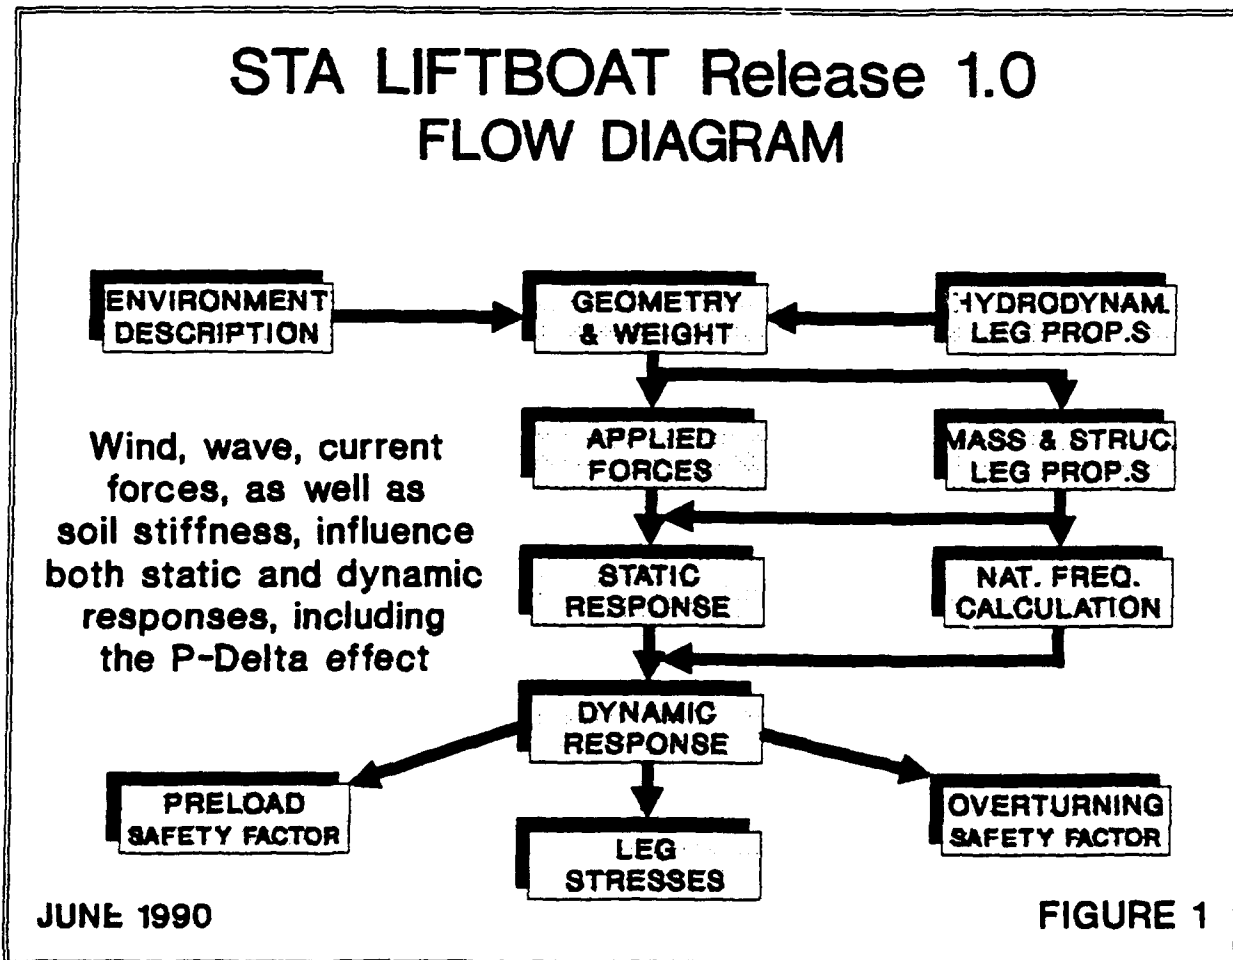 STA LIFTBOAT Release 1.0
FLOW DIAGRAM
ENVIRONMENT
DESCRIPTION
GEOMETRY
& WEIGHT
HYDRODYNAM.
LEG PROP.S
APPLIED
FORCES
MASS & STRUC.
LEG PROP.S
Wind, wave, current
forces, as well as
soil stiffness, influence
both static and dynamic
responses, including
the P-Delta effect
STATIC
RESPONSE
NAT. FREQ.
CALCULATION
DYNAMIC
RESPONSE
PRELOAD
SAFETY FACTOR
LEG
STRESSES
OVERTURNING
SAFETY FACTOR
JUNE 1990
FIGURE 1